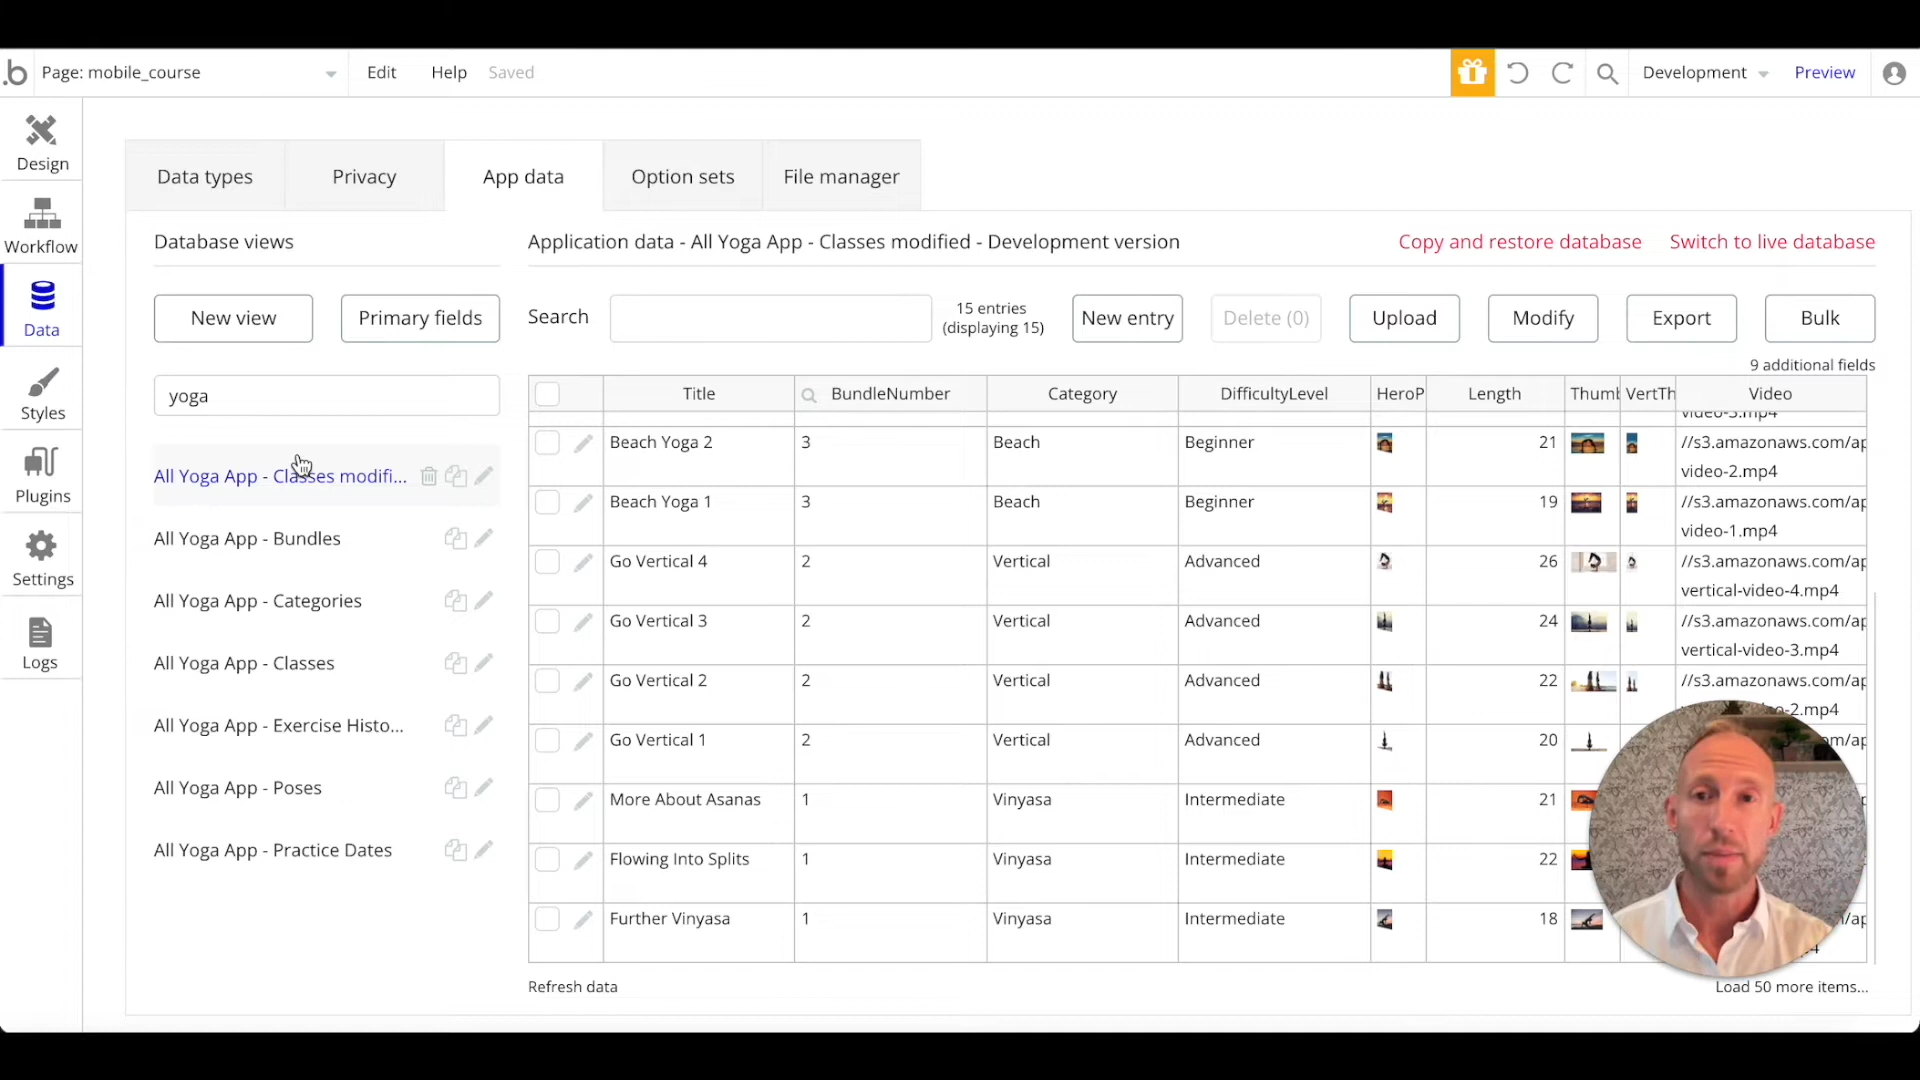 .b Page: mobile_course Edit Help Saved Development Preview
Design
Workflow
Data
Styles
Plugins
Settings
Logs
Data types Privacy App data Option sets File manager
Database views
New view Primary fields
yoga
All Yoga App - Classes modifi...
All Yoga App - Bundles
All Yoga App - Categories
All Yoga App - Classes
All Yoga App - Exercise Histo...
All Yoga App - Poses
All Yoga App - Practice Dates
Application data - All Yoga App - Classes modified - Development version Copy and restore database Switch to live database
Search 15 entries
(displaying 15)
New entry Delete (0) Upload Modify Export Bulk
9 additional fields
Title BundleNumber Category DifficultyLevel HeroP Length Thumb VertTh Video
video-3.mp4
Beach Yoga 2 3 Beach Beginner 21 //s3.amazonaws.com/ap
video-2.mp4
Beach Yoga 1 3 Beach Beginner 19 //s3.amazonaws.com/ap
video-1.mp4
Go Vertical 4 2 Vertical Advanced 26 //s3.amazonaws.com/ap
vertical-video-4.mp4
Go Vertical 3 2 Vertical Advanced 24 //s3.amazonaws.com/ap
vertical-video-3.mp4
Go Vertical 2 2 Vertical Advanced 22 //s3.amazonaws.com/ap
-2.mp4
Go Vertical 1 2 Vertical Advanced 20
More About Asanas 1 Vinyasa Intermediate 21
Flowing Into Splits 1 Vinyasa Intermediate 22
Further Vinyasa 1 Vinyasa Intermediate 18
Refresh data Load 50 more items...